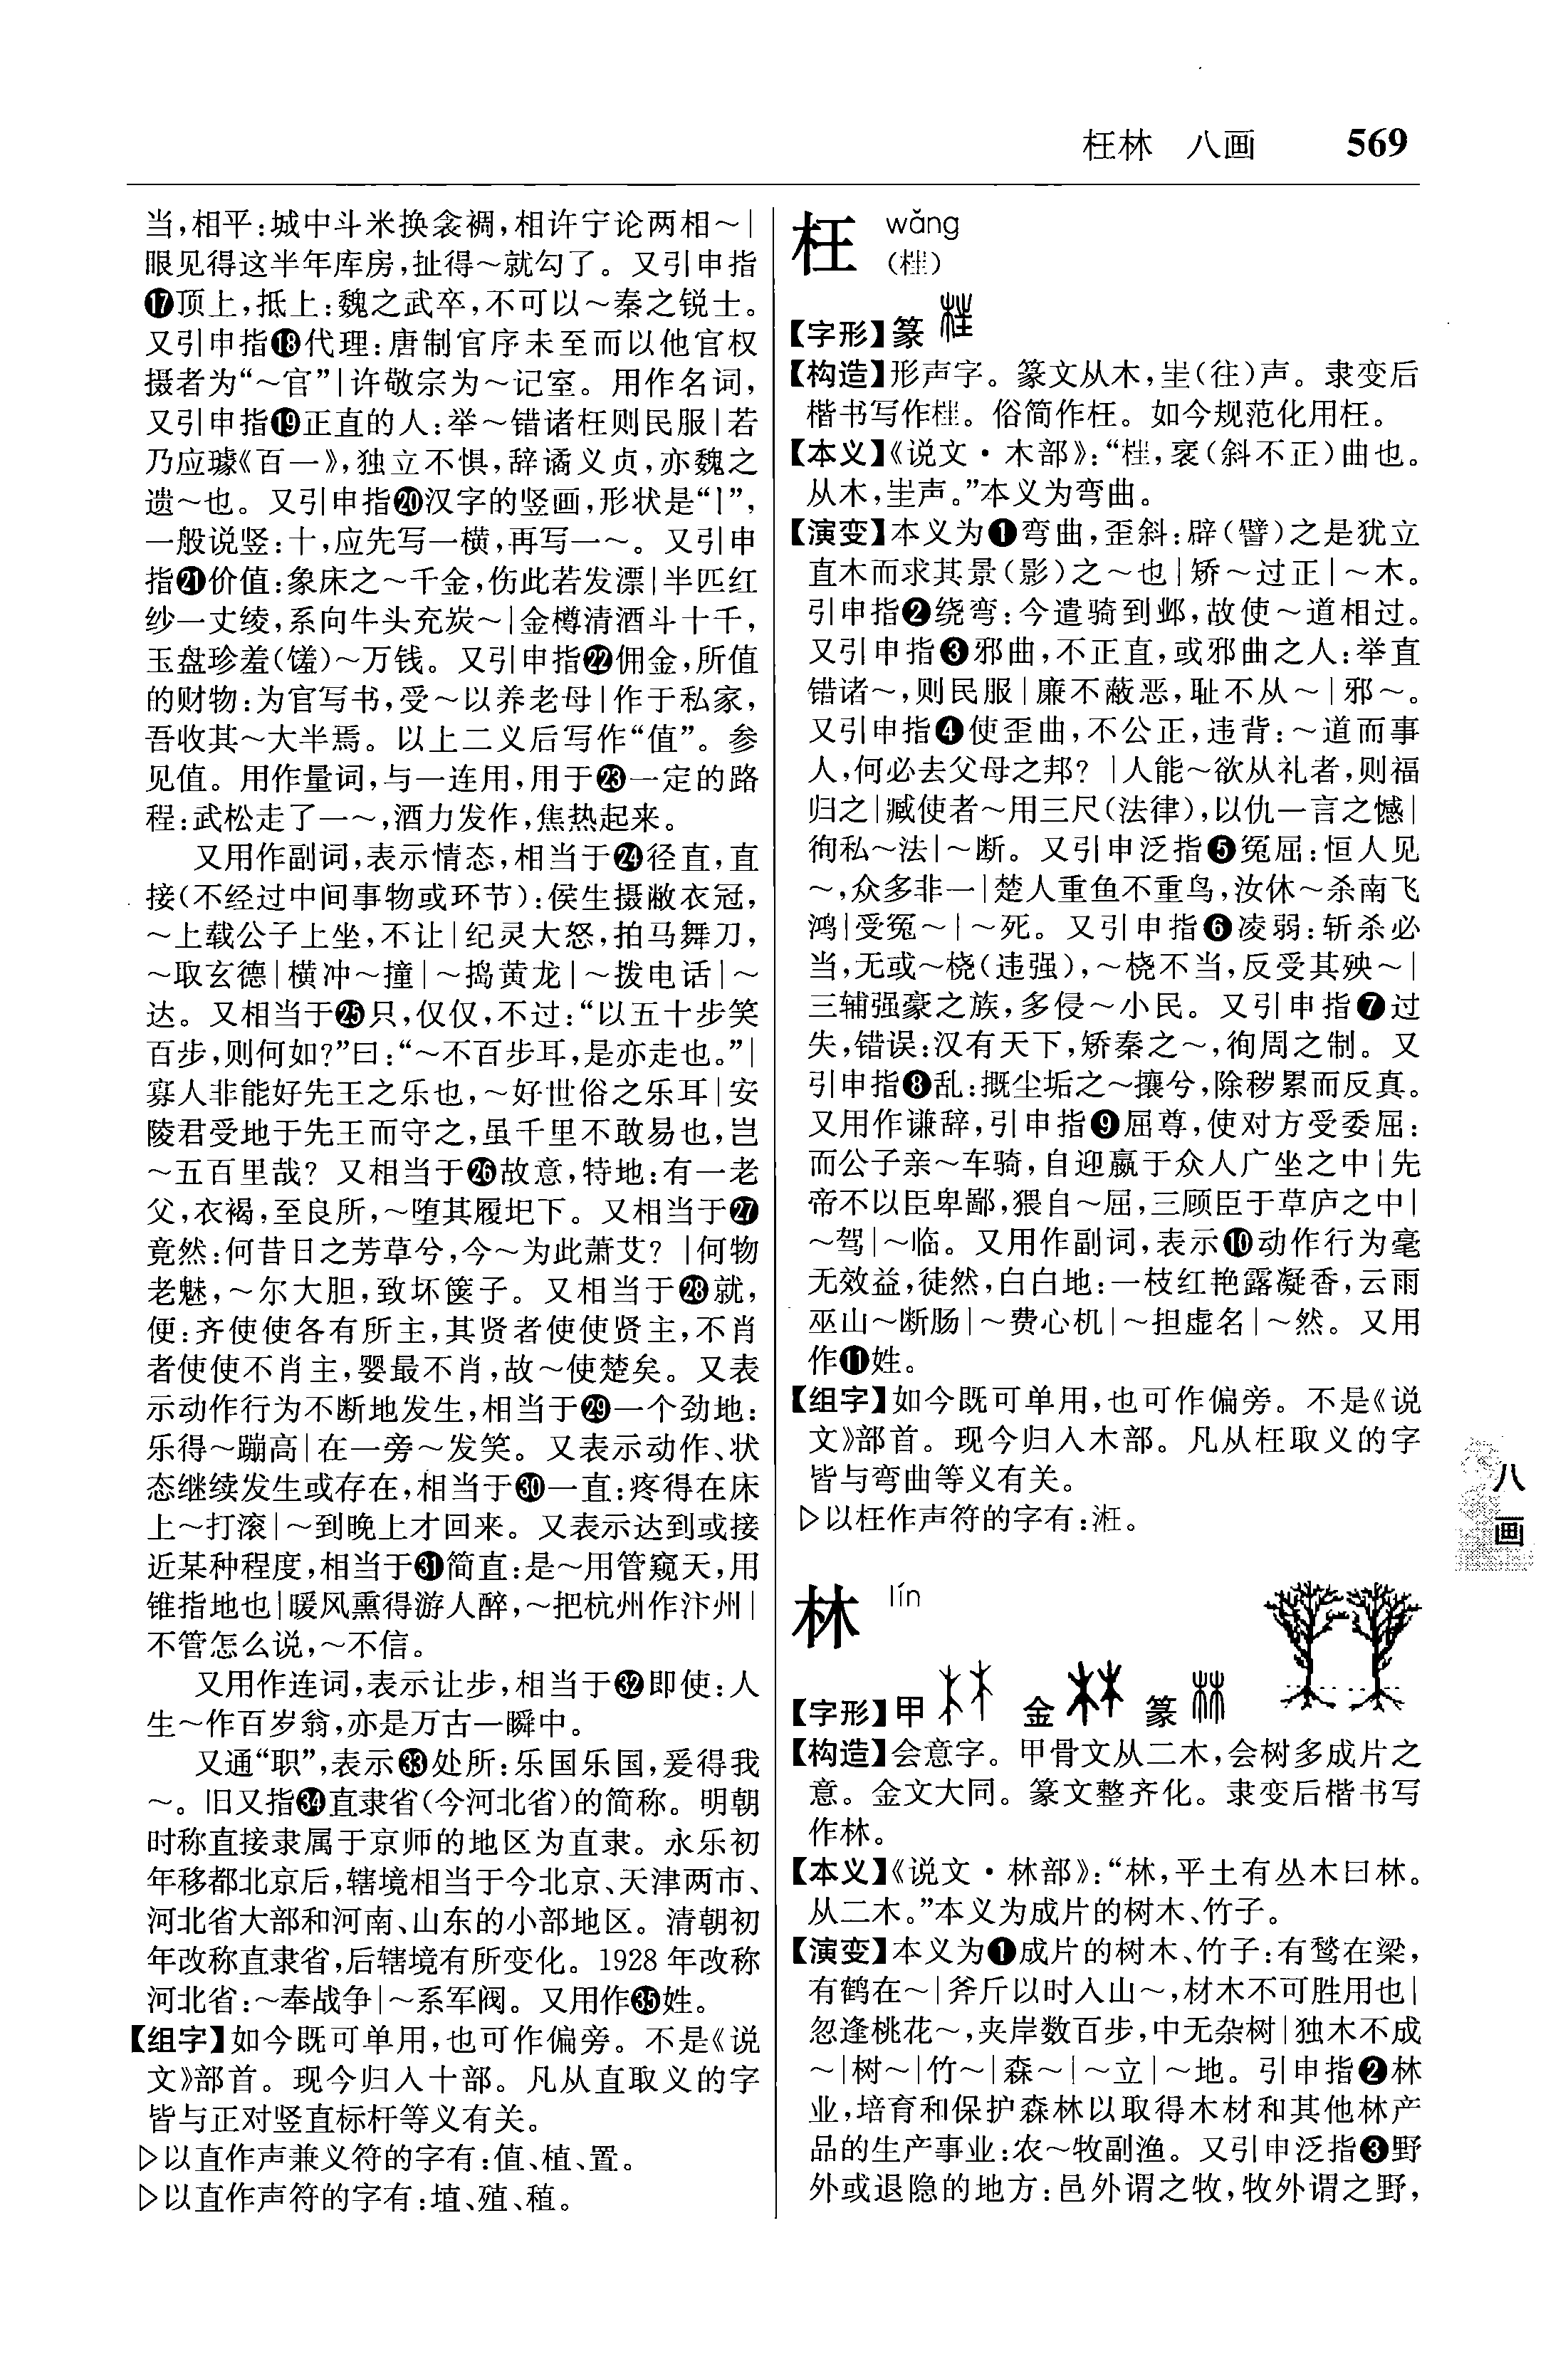 枉林　八画　569
当,相平:城中斗米换衾裯,相许宁论两相～|
眼见得这半年库房,扯得～就勾了。又引申指
⓱顶上,抵上:魏之武卒,不可以～秦之锐士。
又引申指⓲代理:唐制官序未至而以他官权
摄者为“～官”|许敬宗为～记室。用作名词,
又引申指⓳正直的人:举～错诸枉则民服|若
乃应璩《百一》,独立不惧,辞谲义贞,亦魏之
遗～也。又引申指⓴汉字的竖画,形状是“丨”,
一般说竖:十,应先写一横,再写一～。又引申
指㉑价值:象床之～千金,伤此若发漂|半匹红
纱一丈绫,系向牛头充炭～|金樽清酒斗十千,
玉盘珍羞(馐)～万钱。又引申指㉒佣金,所值
的财物:为官写书,受～以养老母|作于私家,
吾收其～大半焉。以上二义后写作“值”。参
见值。用作量词,与一连用,用于㉓一定的路
程:武松走了一～,酒力发作,焦热起来。
又用作副词,表示情态,相当于㉔径直,直
接(不经过中间事物或环节):侯生摄敝衣冠,
～上载公子上坐,不让|纪灵大怒,拍马舞刀,
～取玄德|横冲～撞|～捣黄龙|～拨电话|～
达。又相当于㉕只,仅仅,不过:“以五十步笑
百步,则何如?”曰:“～不百步耳,是亦走也。”|
寡人非能好先王之乐也,～好世俗之乐耳|安
陵君受地于先王而守之,虽千里不敢易也,岂
～五百里哉?又相当于㉖故意,特地:有一老
父,衣褐,至良所,～堕其履圯下。又相当于㉗
竟然:何昔日之芳草兮,今～为此萧艾?|何物
老魅,～尔大胆,致坏箧子。又相当于㉘就,
便:齐使使各有所主,其贤者使使贤主,不肖
者使使不肖主,婴最不肖,故～使楚矣。又表
示动作行为不断地发生,相当于㉙一个劲地:
乐得～蹦高|在一旁～发笑。又表示动作、状
态继续发生或存在,相当于㉚一直:疼得在床
上～打滚|～到晚上才回来。又表示达到或接
近某种程度,相当于㉛简直:是～用管窥天,用
锥指地也|暖风熏得游人醉,～把杭州作汴州|
不管怎么说,～不信。
又用作连词,表示让步,相当于㉜即使:人
生～作百岁翁,亦是万古一瞬中。
又通“职”,表示㉝处所:乐国乐国,爰得我
～。旧又指㉞直隶省(今河北省)的简称。明朝
时称直接隶属于京师的地区为直隶。永乐初
年移都北京后,辖境相当于今北京、天津两市、
河北省大部和河南、山东的小部地区。清朝初
年改称直隶省,后辖境有所变化。1928年改称
河北省:～奉战争|～系军阀。又用作㉟姓。
【组字】如今既可单用,也可作偏旁。不是《说
文》部首。现今归入十部。凡从直取义的字
皆与正对竖直标杆等义有关。
▷以直作声兼义符的字有:值、植、置。
▷以直作声符的字有:埴、殖、稙。
枉 wǎng
(桩)
【字形】篆
【构造】形声字。篆文从木,㞷(往)声。隶变后
楷书写作𣒅。俗简作枉。如今规范化用枉。
【本义】《说文·木部》:“𣒅,衺(斜不正)曲也。
从木,㞷声。”本义为弯曲。
【演变】本义为❶弯曲,歪斜:辟(譬)之是犹立
直木而求其景(影)之～也|矫～过正|～木。
引申指❷绕弯:今遣骑到邺,故使～道相过。
又引申指❸邪曲,不正直,或邪曲之人:举直
错诸～,则民服|廉不蔽恶,耻不从～|邪～。
又引申指❹使歪曲,不公正,违背:～道而事
人,何必去父母之邦?|人能～欲从礼者,则福
归之|臧使者～用三尺(法律),以仇一言之憾|
徇私～法|～断。又引申泛指❺冤屈:恒人见
～,众多非一|楚人重鱼不重鸟,汝休～杀南飞
鸿|受冤～|～死。又引申指❻凌弱:斩杀必
当,无或～桡(违强),～桡不当,反受其殃～|
三辅强豪之族,多侵～小民。又引申指❼过
失,错误:汉有天下,矫秦之～,徇周之制。又
引申指❽乱:摡尘垢之～攘兮,除秽累而反真。
又用作谦辞,引申指❾屈尊,使对方受委屈:
而公子亲～车骑,自迎嬴于众人广坐之中|先
帝不以臣卑鄙,猥自～屈,三顾臣于草庐之中|
～驾|～临。又用作副词,表示❿动作行为毫
无效益,徒然,白白地:一枝红艳露凝香,云雨
巫山～断肠|～费心机|～担虚名|～然。又用
作⓫姓。
【组字】如今既可单用,也可作偏旁。不是《说
文》部首。现今归入木部。凡从枉取义的字
皆与弯曲等义有关。
▷以枉作声符的字有:㳹。
林 lín
【字形】甲 金 篆
【构造】会意字。甲骨文从二木,会树多成片之
意。金文大同。篆文整齐化。隶变后楷书写
作林。
【本义】《说文·林部》:“林,平土有丛木曰林。
从二木。”本义为成片的树木、竹子。
【演变】本义为❶成片的树木、竹子:有鹙在梁,
有鹤在～|斧斤以时入山～,材木不可胜用也|
忽逢桃花～,夹岸数百步,中无杂树|独木不成
～|树～|竹～|森～|～立|～地。引申指❷林
业,培育和保护森林以取得木材和其他林产
品的生产事业:农～牧副渔。又引申泛指❸野
外或退隐的地方:邑外谓之牧,牧外谓之野,
八画